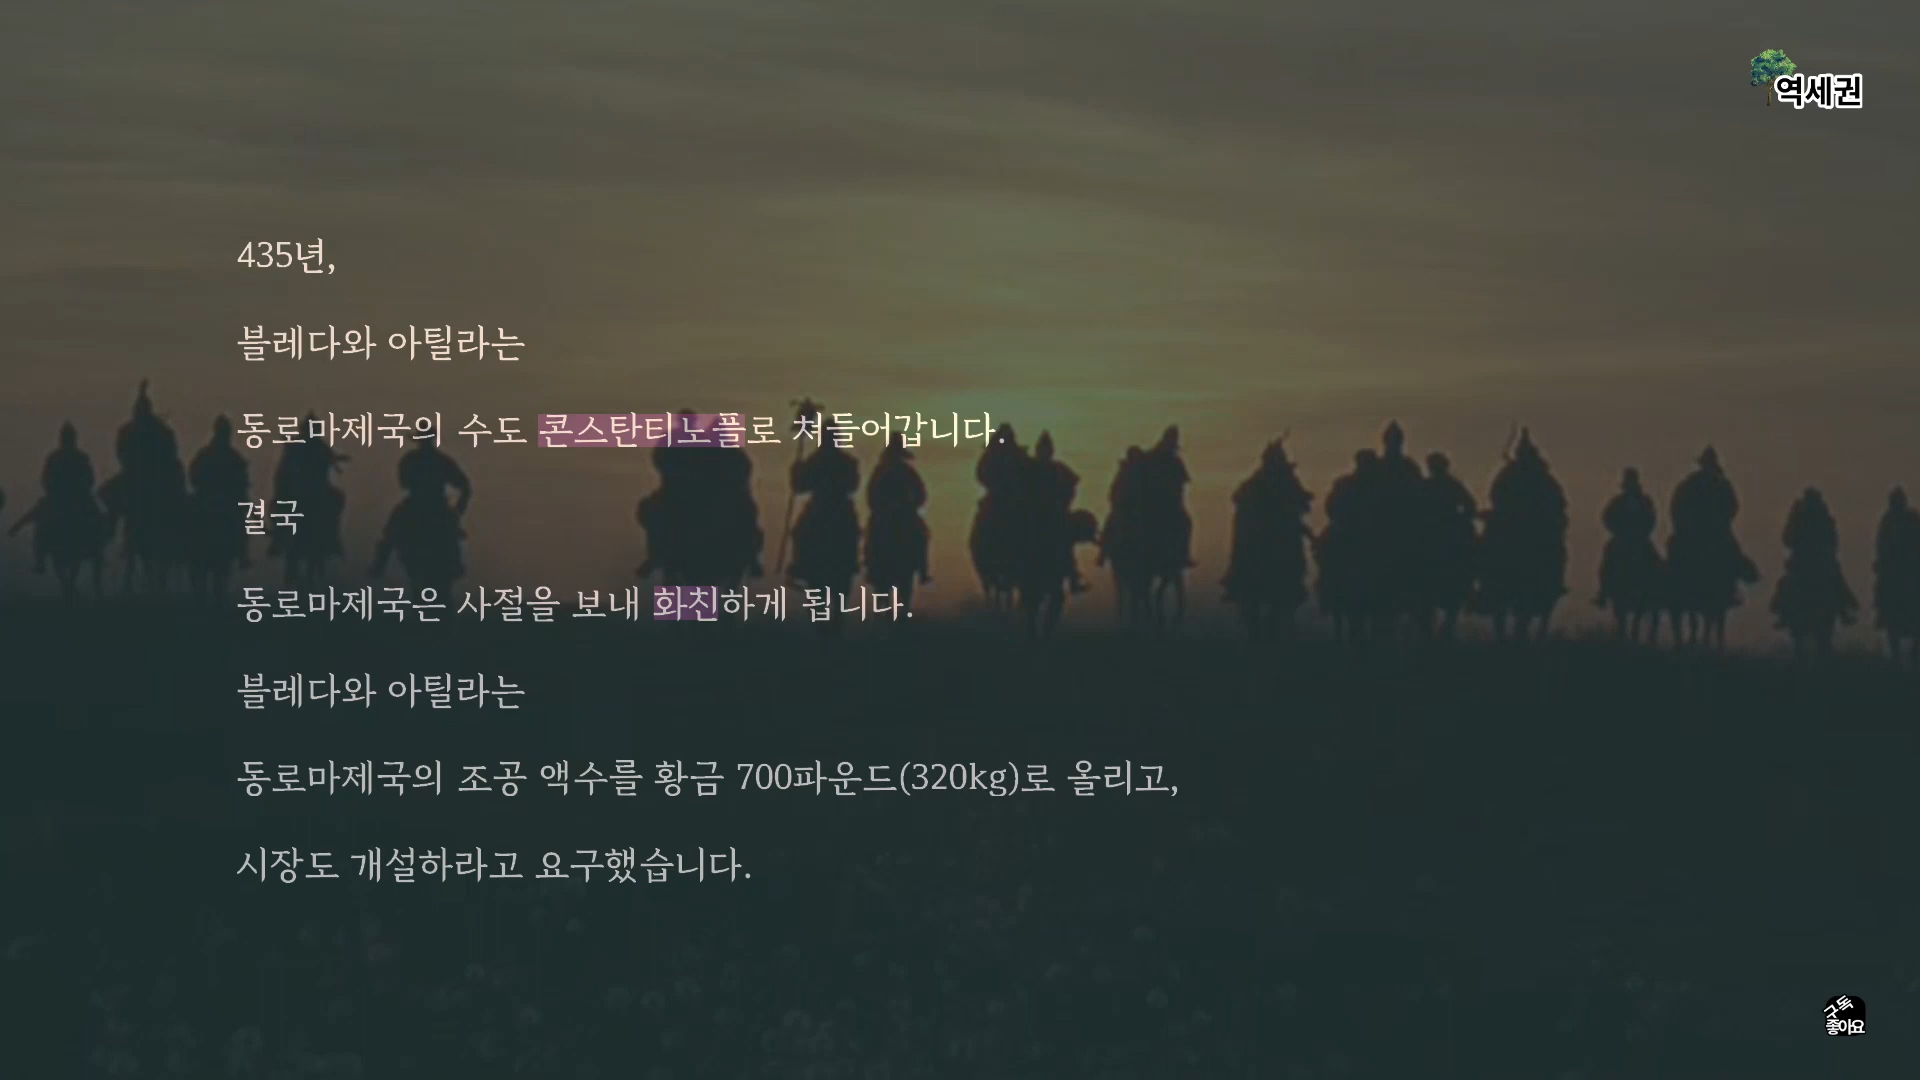 역세권
435년,
블레다와 아틸라는
동로마제국의 수도 콘스탄티노플로 쳐들어갑니다.
결국
동로마제국은 사절을 보내 화친하게 됩니다.
블레다와 아틸라는
동로마제국의 조공 액수를 황금 700파운드(320kg)로 올리고,
시장도 개설하라고 요구했습니다.
구독
좋아요